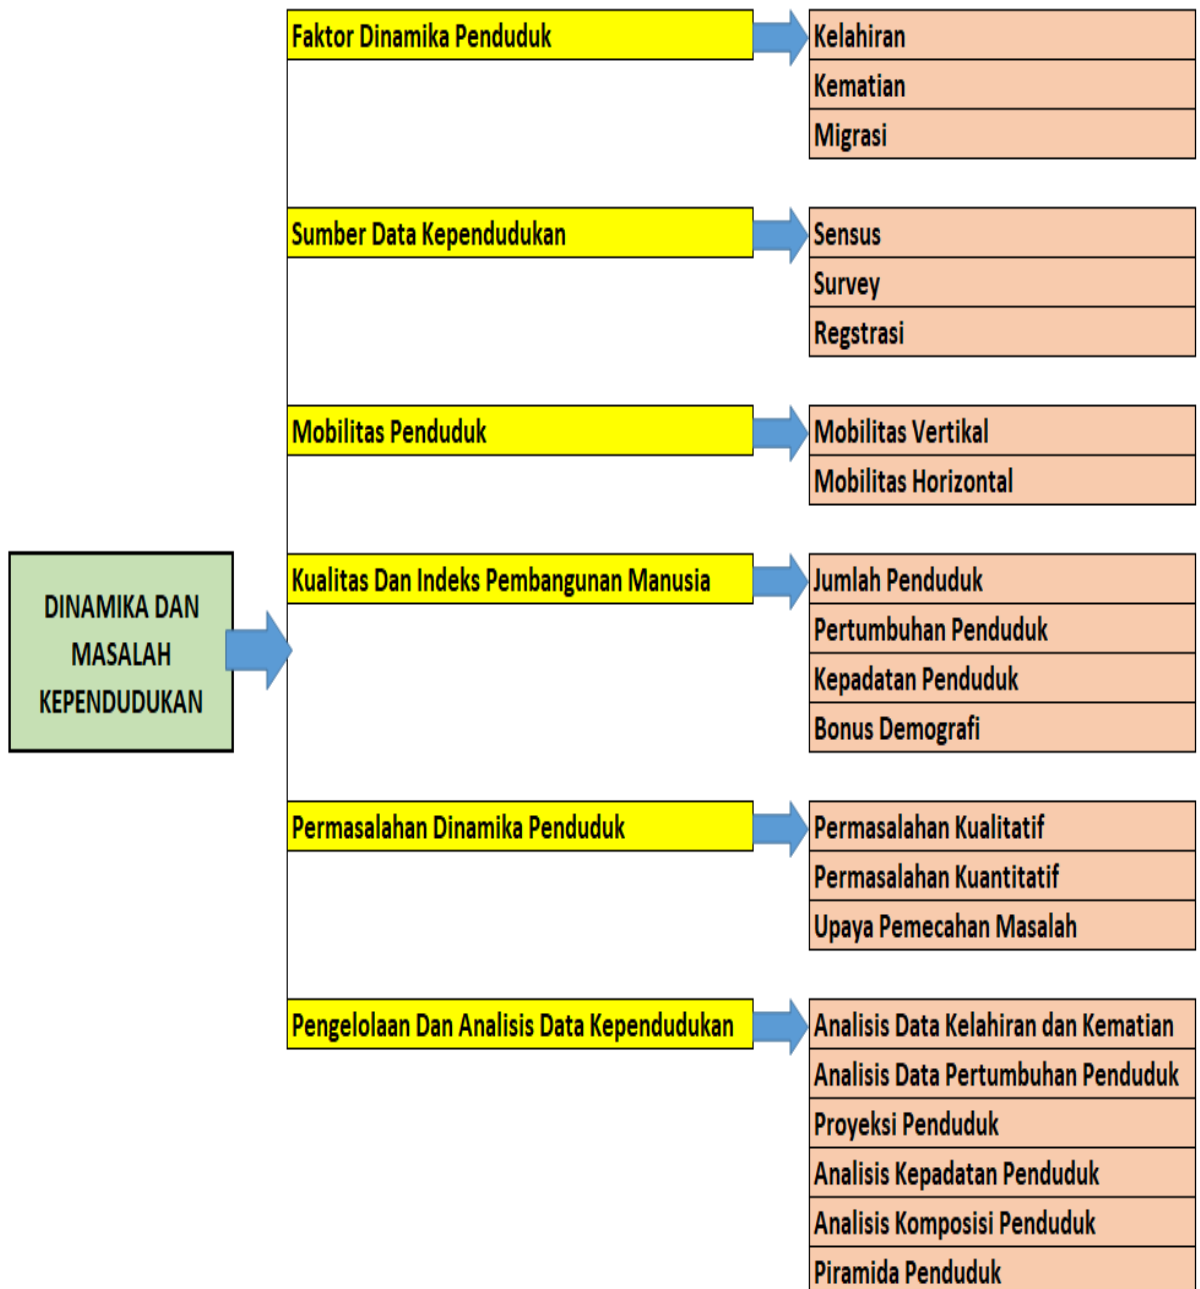 Faktor Dinamika Penduduk
Kelahiran
Kematian
Migrasi
Sumber Data Kependudukan
Sensus
Survey
Regstrasi
Mobilitas Penduduk
Mobilitas Vertikal
Mobilitas Horizontal
DINAMIKA DAN
MASALAH
KEPENDUDUKAN
Kualitas Dan Indeks Pembangunan Manusia
Jumlah Penduduk
Pertumbuhan Penduduk
Kepadatan Penduduk
Bonus Demografi
Permasalahan Dinamika Penduduk
Permasalahan Kualitatif
Permasalahan Kuantitatif
Upaya Pemecahan Masalah
Pengelolaan Dan Analisis Data Kependudukan
Analisis Data Kelahiran dan Kematian
Analisis Data Pertumbuhan Penduduk
Proyeksi Penduduk
Analisis Kepadatan Penduduk
Analisis Komposisi Penduduk
Piramida Penduduk